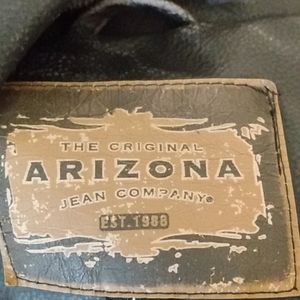 THE ORIGINAL
ARIZONA
JEAN COMPANY®
EST. 1988